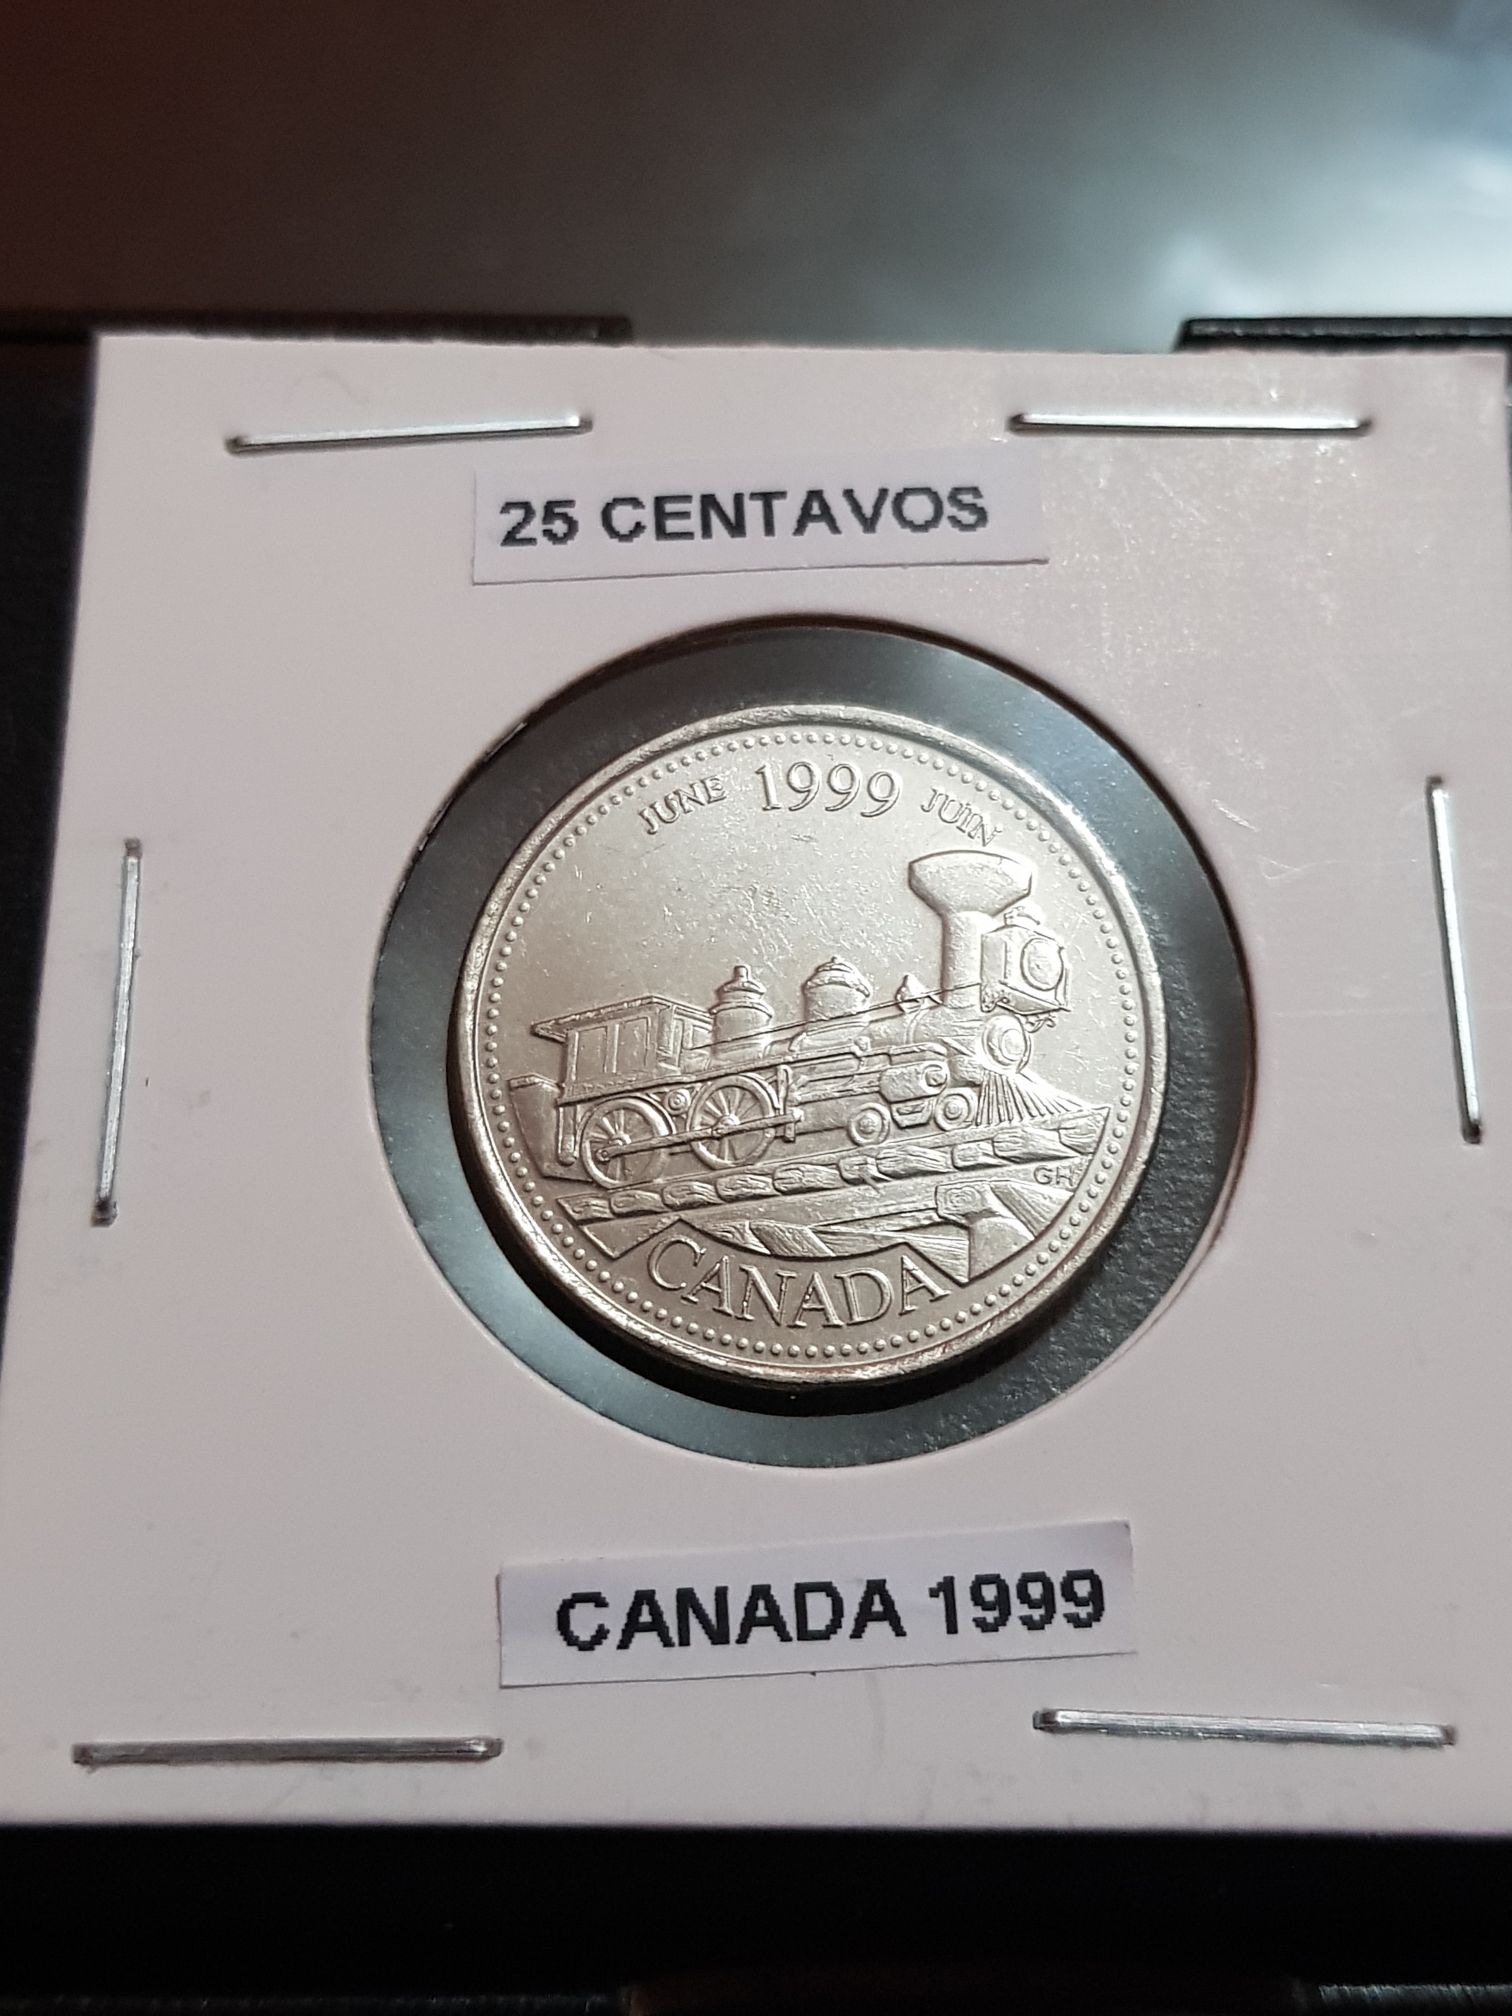 25 CENTAVOS
JUNE 1999 JUIN
GH
CANADA
CANADA 1999